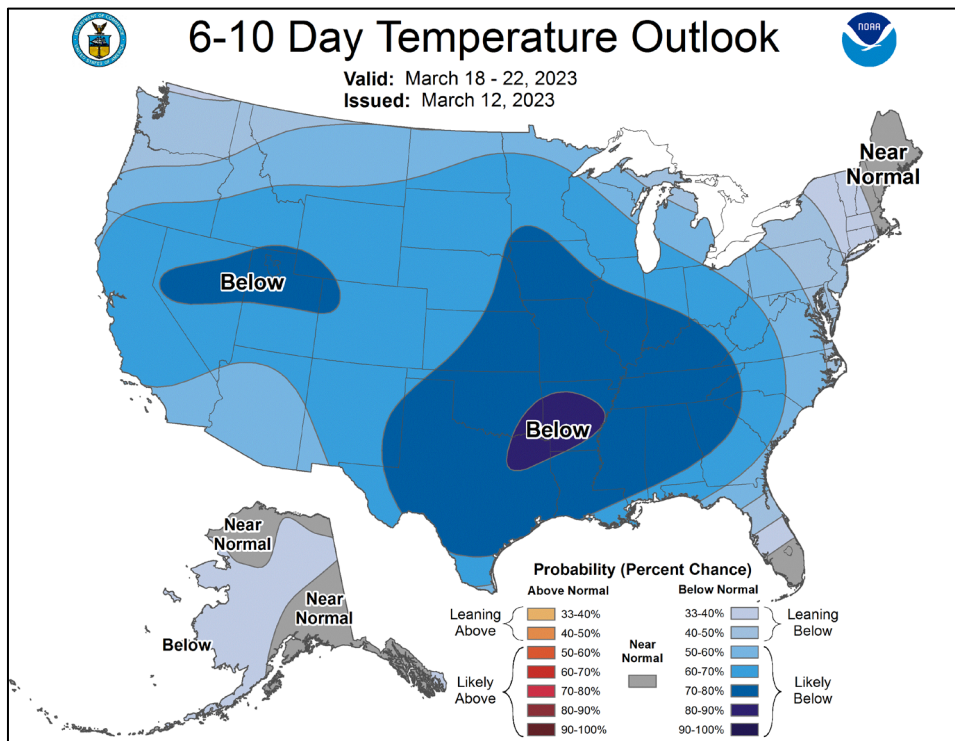 6-10 Day Temperature Outlook
NOAA
Valid: March 18 - 22, 2023
Issued: March 12, 2023
Near
Normal
Below
Below
Near
Normal
Near
Normal
Below
Probability (Percent Chance)
Above Normal
Below Normal
Leaning
Above
33-40%
40-50%
Likely
Above
50-60%
60-70%
70-80%
80-90%
90-100%
Near
Normal
33-40%
40-50%
Leaning
Below
50-60%
60-70%
70-80%
80-90%
90-100%
Likely
Below